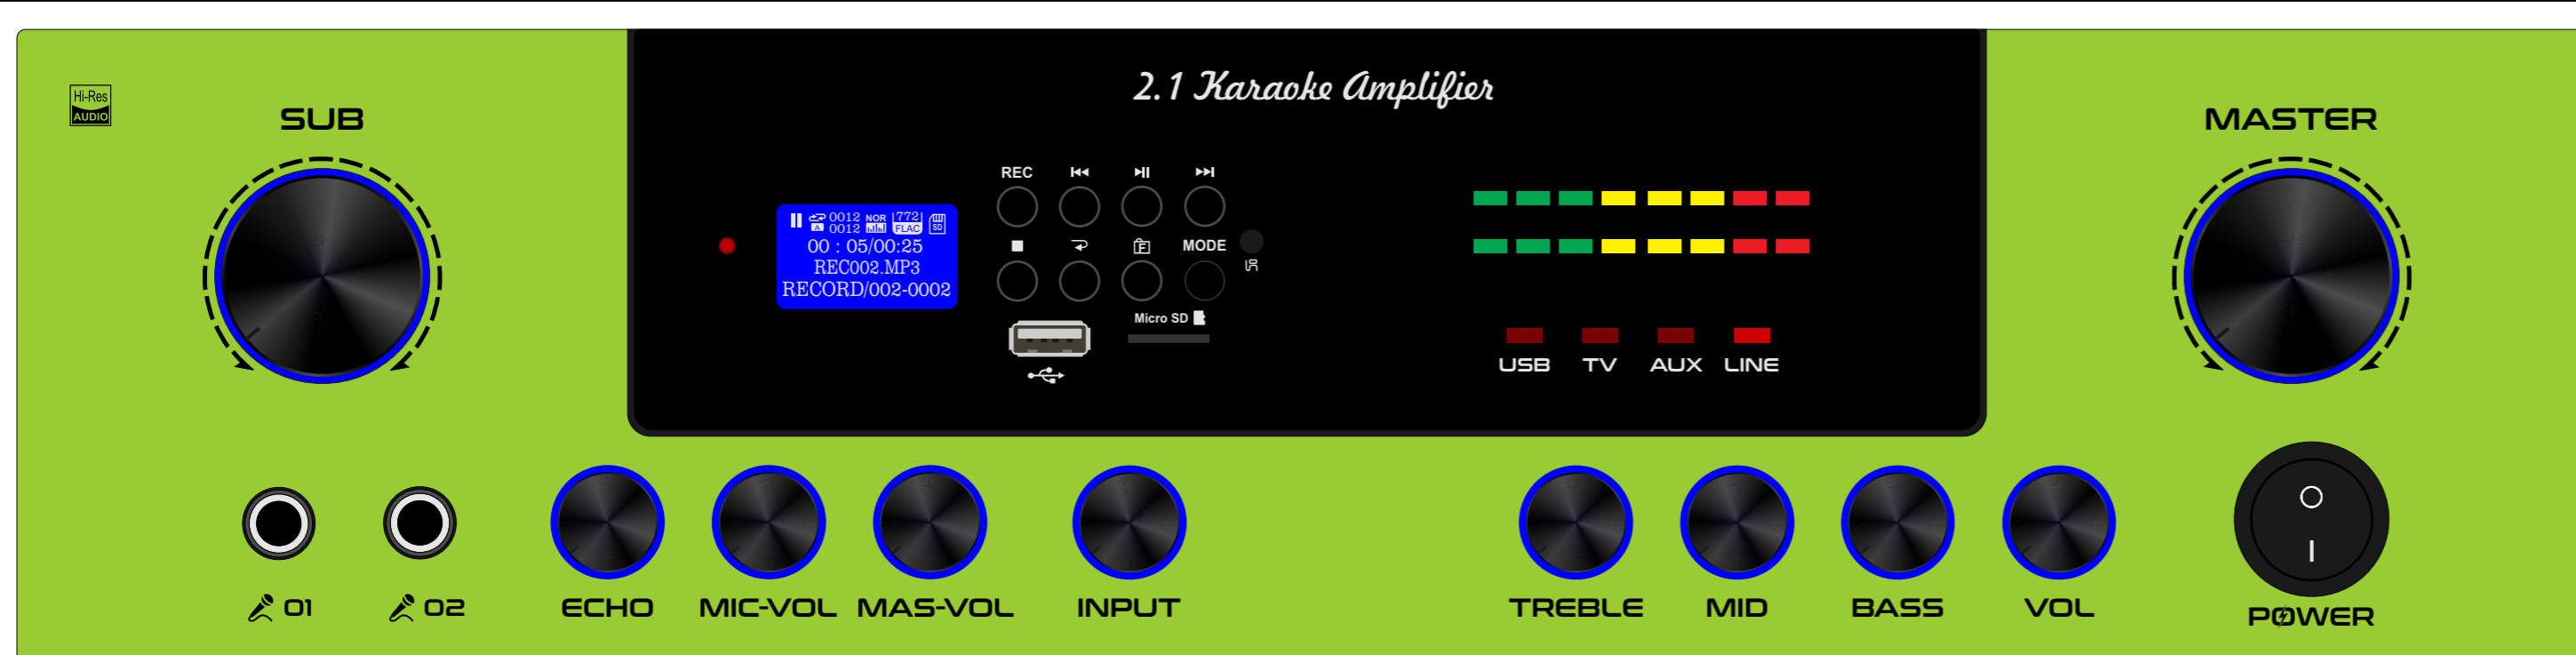 2.1 Karaoke Amplifier
Hi-Res
AUDIO
SUB
MASTER
REC
0012 NOR 772
A 0012 FLAC SD
00 : 05/00:25
REC002.MP3
RECORD/002-0002
F MODE
Micro SD
USB TV AUX LINE
01 02 ECHO MIC-VOL MAS-VOL INPUT TREBLE MID BASS VOL POWER